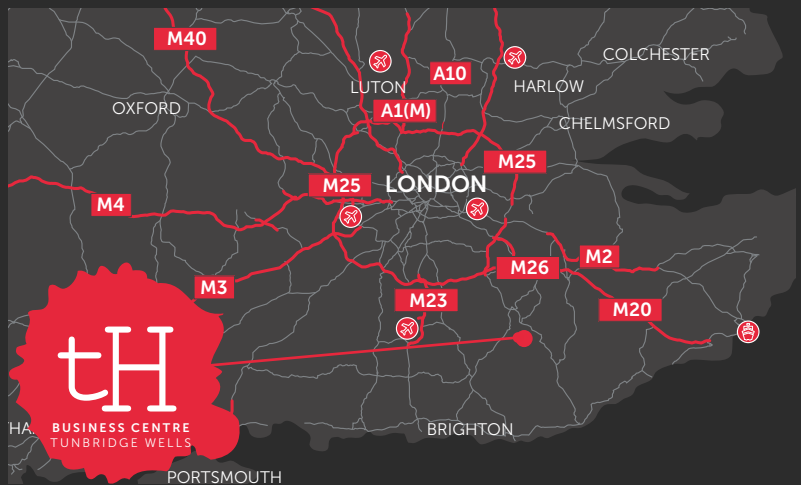 M40
COLCHESTER
A10
LUTON
HARLOW
OXFORD
A1(M)
CHELMSFORD
M25
M25
LONDON
M4
M2
M26
M3
M23
M20
tH
BUSINESS CENTRE
TUNBRIDGE WELLS
BRIGHTON
PORTSMOUTH